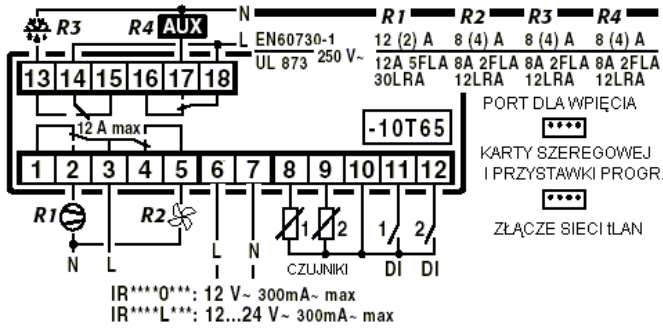 N R1 R2 R3 R4
R3 R4 AUX L EN60730-1 250 V~ 12 (2) A 8 (4) A 8 (4) A 8 (4) A
UL 873 12A 5FLA 8A 2FLA 8A 2FLA 8A 2FLA
30LRA 12LRA 12LRA 12LRA
13 14 15 16 17 18
PORT DLA WPIĘCIA
12 A max
-10T65
KARTY SZEREGOWEJ
I PRZYSTAWKI PROGR.
1 2 3 4 5 6 7 8 9 10 11 12
ZŁĄCZE SIECI tLAN
R1 R2 1 2 1 2
N L L N CZUJNIKI DI DI
IR****0***: 12 V~ 300mA~ max
IR****L***: 12...24 V~ 300mA~ max